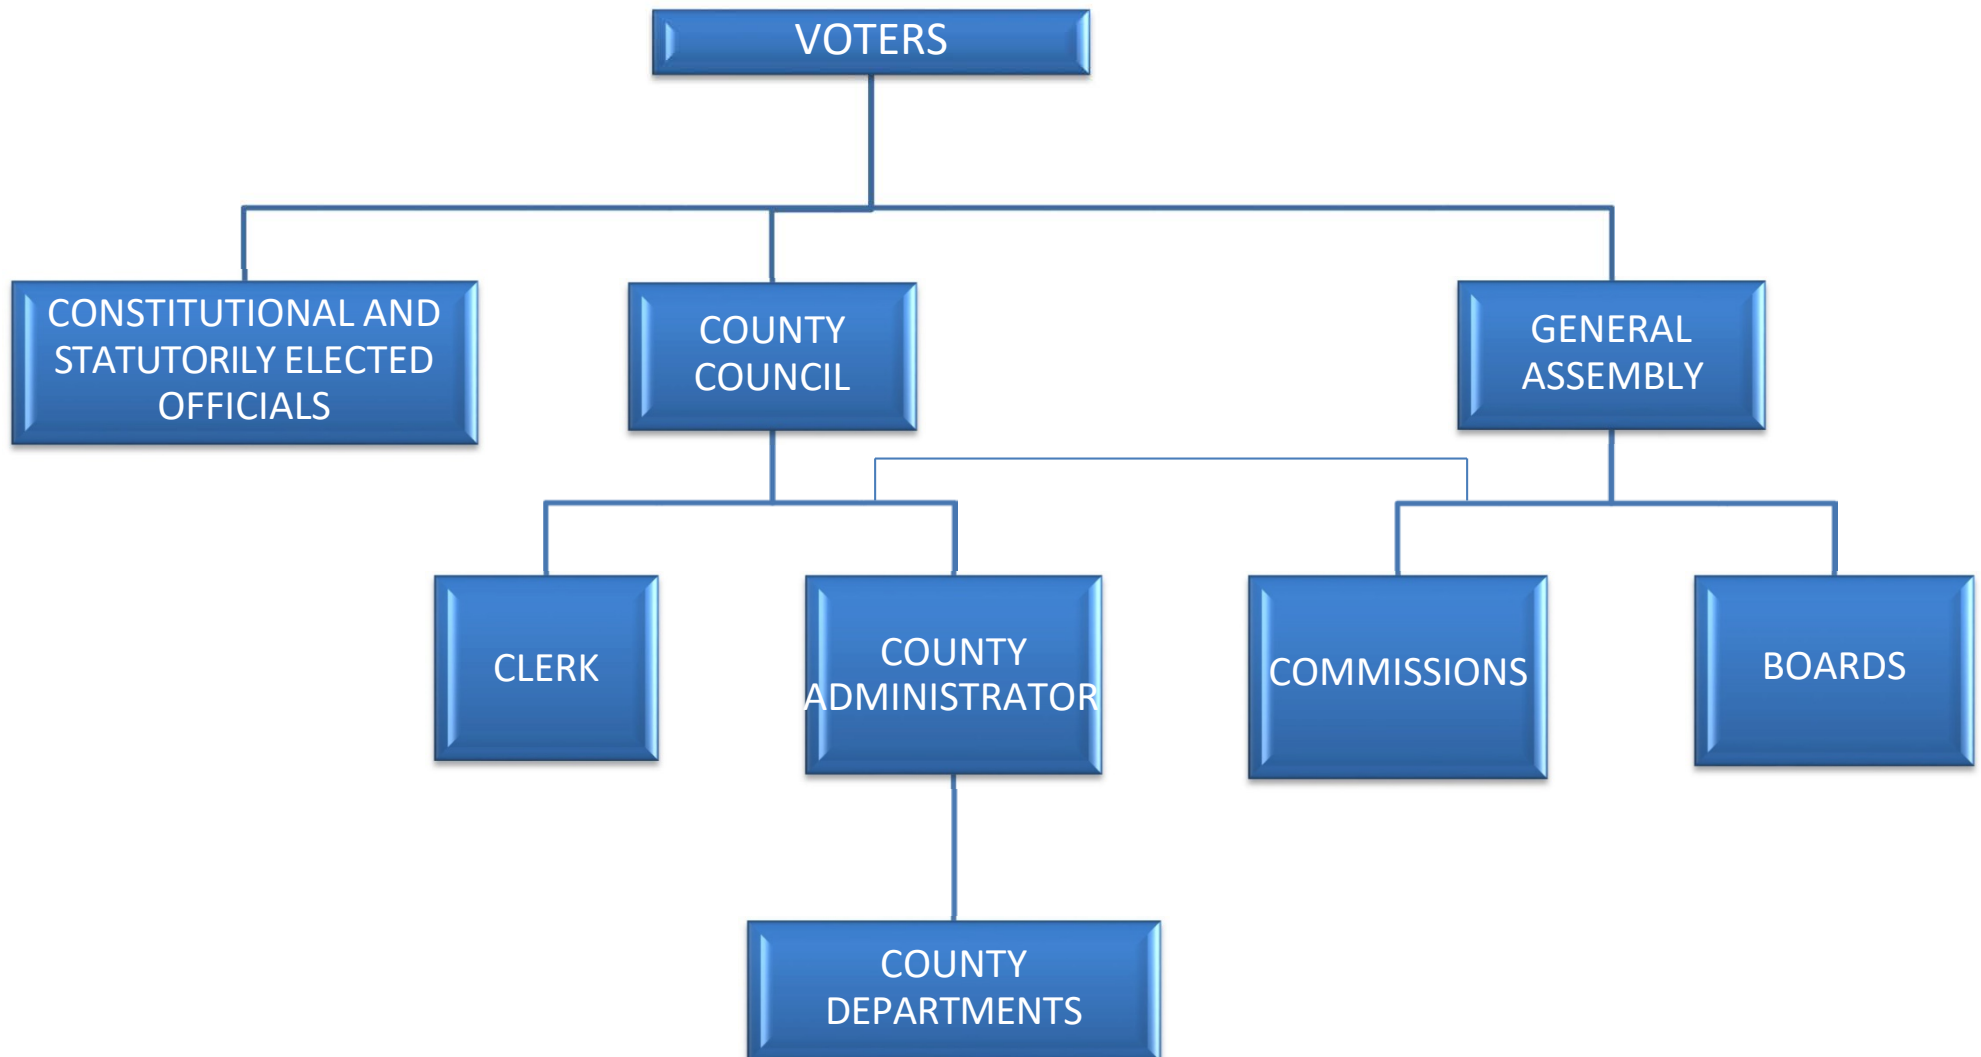 VOTERS
CONSTITUTIONAL AND
STATUTORILY ELECTED
OFFICIALS
COUNTY
COUNCIL
GENERAL
ASSEMBLY
CLERK
COUNTY
ADMINISTRATOR
COMMISSIONS
BOARDS
COUNTY
DEPARTMENTS